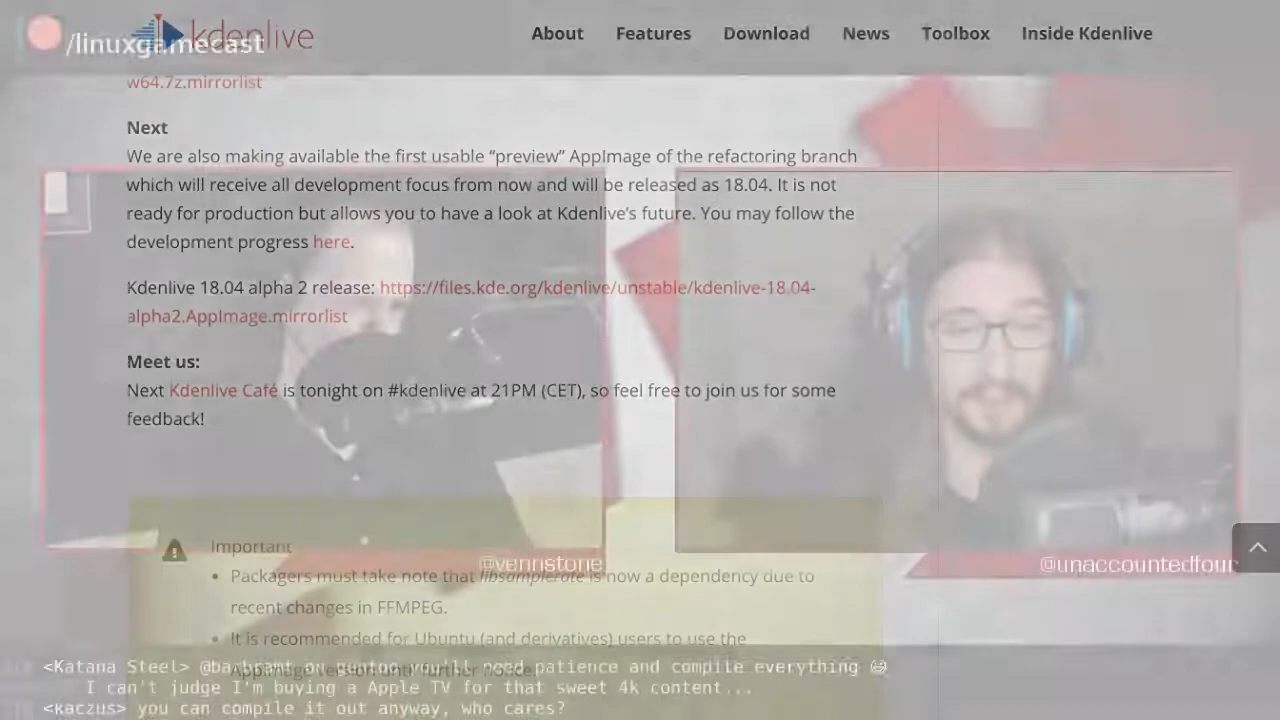 /linuxgamecast
kdenlive
About Features Download News Toolbox Inside Kdenlive
w64.7z.mirrorlist
Next
We are also making available the first usable “preview” AppImage of the refactoring branch
which will receive all development focus from now and will be released as 18.04. It is not
ready for production but allows you to have a look at Kdenlive’s future. You may follow the
development progress here.
Kdenlive 18.04 alpha 2 release: https://files.kde.org/kdenlive/unstable/kdenlive-18.04-
alpha2.AppImage.mirrorlist
Meet us:
Next Kdenlive Café is tonight on #kdenlive at 21PM (CET), so feel free to join us for some
feedback!
Important
@vennstone
@unaccountedfour
• Packagers must take note that libsamplerate is now a dependency due to
recent changes in FFMPEG.
• It is recommended for Ubuntu (and derivatives) users to use the
AppImage version until further notice.
<Katana Steel> on gentoo you'll need patience and compile everything 😆
I can't judge I'm buying a Apple TV for that sweet 4k content...
<kaczus> you can compile it out anyway, who cares?